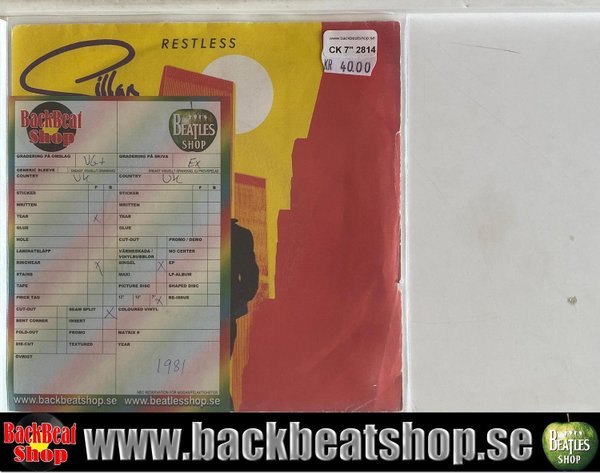 RESTLESS
Gillan
www.backbeatshop.se
CK 7" 2814
KR 40.00
BackBeat Shop
BEATLES SHOP
GRADERING PÅ OMSLAG VG+ GRADERING PÅ SKIVA Ex
GENERIC SLEEVE
COUNTRY UK COUNTRY UK
F B A B
STICKER STICKER
WRITTEN WRITTEN
TEAR X TEAR
GLUE GLUE
HOLE CUT-OUT PROMO / DEMO
LAMINATSLÄPP VÄRMESKADA / VINYLBUBBLOR NO CENTER
RINGWEAR X SINGEL X EP
STAINS MAXI LP-ALBUM
TAPE PICTURE DISC SHAPED DISC
PRICE TAG 12" 10" 7" X RE-ISSUE
CUT-OUT SEAM SPLIT X COLOURED VINYL
BENT CORNER INSERT
FOLD-OUT PROMO MATRIX #
DIE-CUT TEXTURED YEAR
ÖVRIGT 1981
www.backbeatshop.se www.beatlesshop.se
BackBeat Shop www.backbeatshop.se BEATLES SHOP